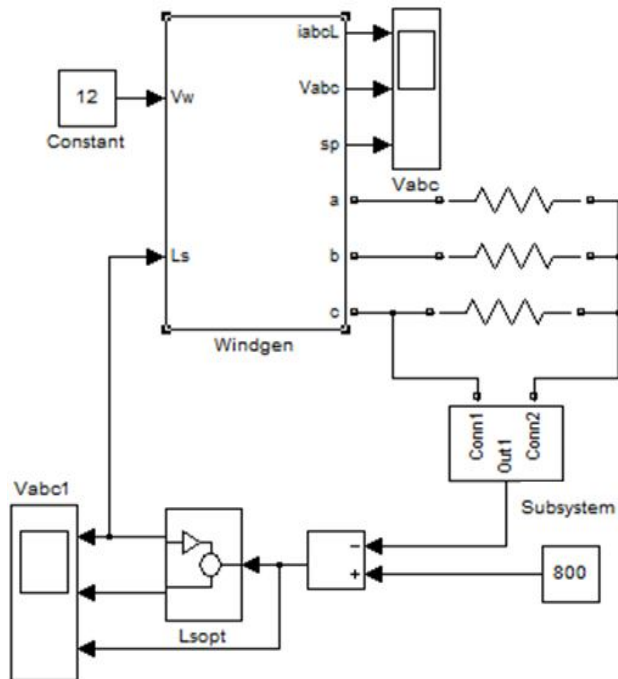 iabcL
Vabc
sp
a
b
c
Vw
Ls
12
Constant
Vabc
Windgen
Conn1
Out1
Conn2
Subsystem
Vabc1
Lsopt
−
+
800